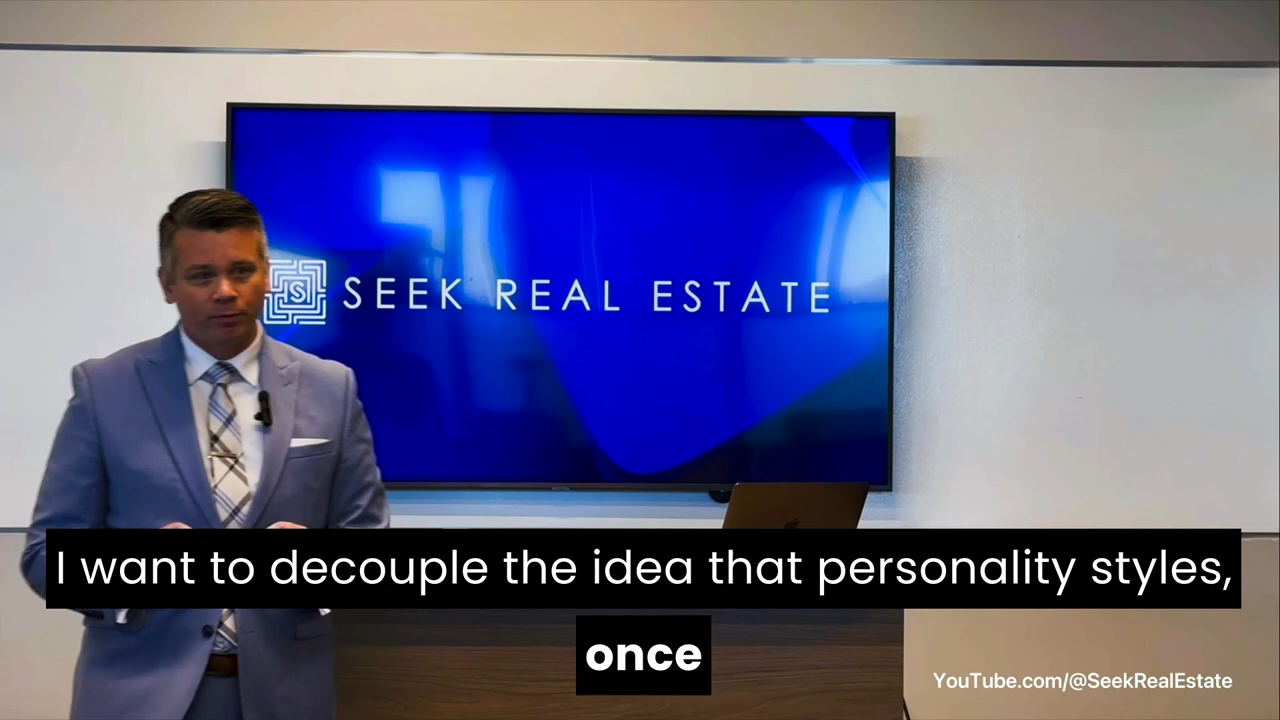 S SEEK REAL ESTATE
I want to decouple the idea that personality styles,
once
YouTube.com/@SeekRealEstate